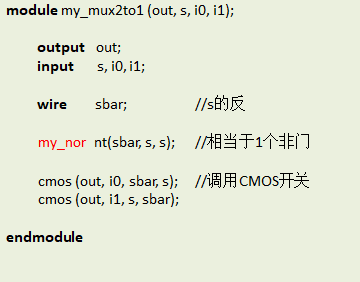 module my_mux2to1 (out, s, i0, i1);
output out;
input s, i0, i1;
wire sbar; //s的反
my_nor nt(sbar, s, s); //相当于1个非门
cmos (out, i0, sbar, s); //调用CMOS开关
cmos (out, i1, s, sbar);
endmodule